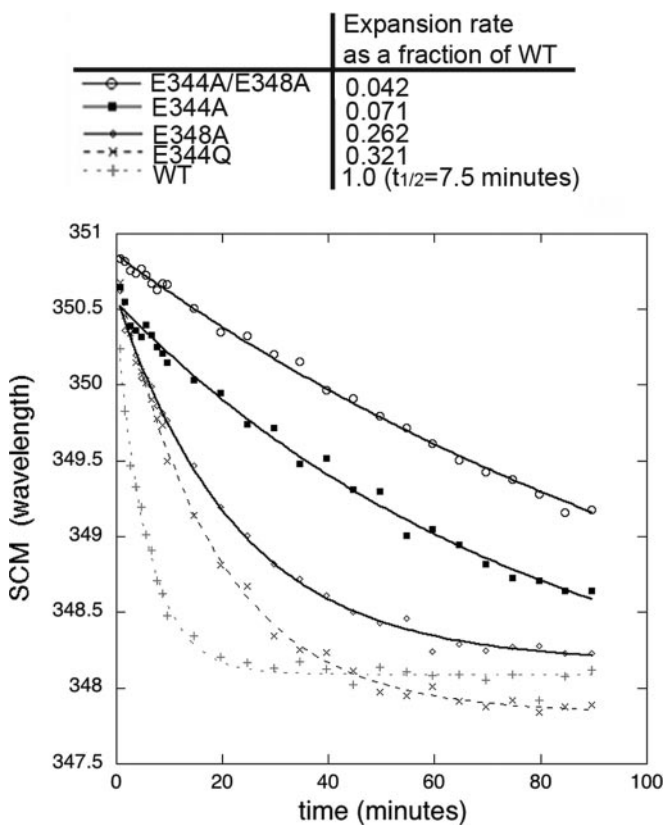 Expansion rate
as a fraction of WT
E344A/E348A 0.042
E344A 0.071
E348A 0.262
E344Q 0.321
WT 1.0 (t1/2=7.5 minutes)
351
350.5
350
349.5
349
348.5
348
347.5
SCM (wavelength)
0 20 40 60 80 100
time (minutes)